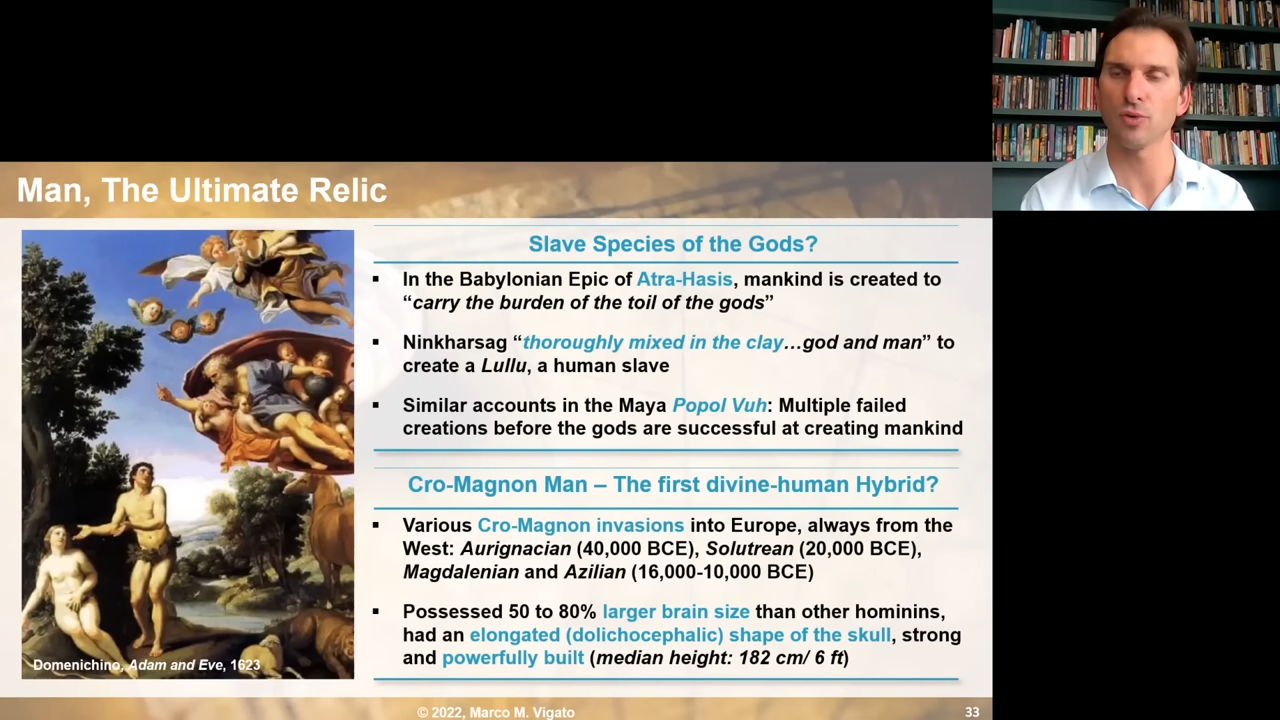 Man, The Ultimate Relic
Slave Species of the Gods?
▪ In the Babylonian Epic of Atra-Hasis, mankind is created to
“carry the burden of the toil of the gods”
▪ Ninkharsag “thoroughly mixed in the clay…god and man” to
create a Lullu, a human slave
▪ Similar accounts in the Maya Popol Vuh: Multiple failed
creations before the gods are successful at creating mankind
Cro-Magnon Man – The first divine-human Hybrid?
▪ Various Cro-Magnon invasions into Europe, always from the
West: Aurignacian (40,000 BCE), Solutrean (20,000 BCE),
Magdalenian and Azilian (16,000-10,000 BCE)
▪ Possessed 50 to 80% larger brain size than other hominins,
had an elongated (dolichocephalic) shape of the skull, strong
and powerfully built (median height: 182 cm/ 6 ft)
Domenichino, Adam and Eve, 1623
© 2022, Marco M. Vigato
33